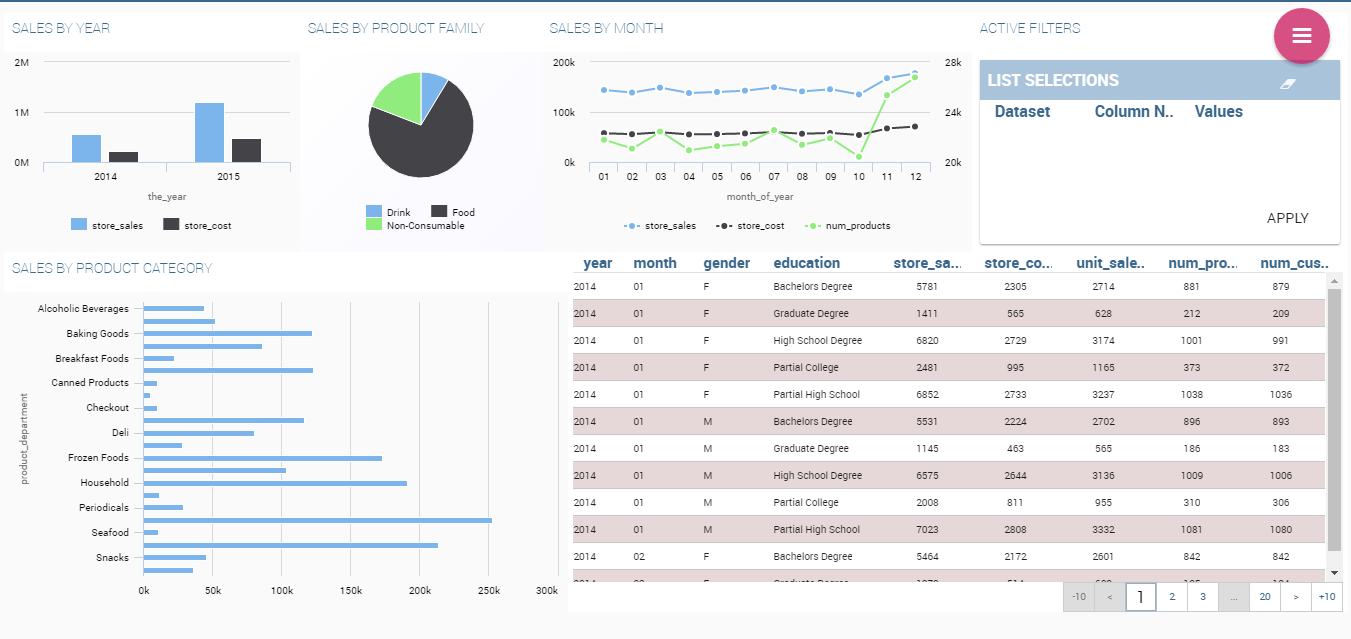 SALES BY YEAR
SALES BY PRODUCT FAMILY
SALES BY MONTH
ACTIVE FILTERS
2M
1M
0M
2014 2015
the_year
store_sales store_cost
Drink Food
Non-Consumable
200k 28k
100k 24k
0k 20k
01 02 03 04 05 06 07 08 09 10 11 12
month_of_year
store_sales store_cost num_products
LIST SELECTIONS
Dataset Column N.. Values
APPLY
SALES BY PRODUCT CATEGORY
product_department
Alcoholic Beverages
Baking Goods
Breakfast Foods
Canned Products
Checkout
Deli
Frozen Foods
Household
Periodicals
Seafood
Snacks
0k 50k 100k 150k 200k 250k 300k
year month gender education store_sa... store_co... unit_sale.. num_pro... num_cus..
2014 01 F Bachelors Degree 5781 2305 2714 881 879
2014 01 F Graduate Degree 1411 565 628 212 209
2014 01 F High School Degree 6820 2729 3174 1001 991
2014 01 F Partial College 2481 995 1165 373 372
2014 01 F Partial High School 6852 2733 3237 1038 1036
2014 01 M Bachelors Degree 5531 2224 2702 896 893
2014 01 M Graduate Degree 1145 463 565 186 183
2014 01 M High School Degree 6575 2644 3136 1009 1006
2014 01 M Partial College 2008 811 955 310 306
2014 01 M Partial High School 7023 2808 3332 1081 1080
2014 02 F Bachelors Degree 5464 2172 2601 842 842
-10 < 1 2 3 ... 20 > +10